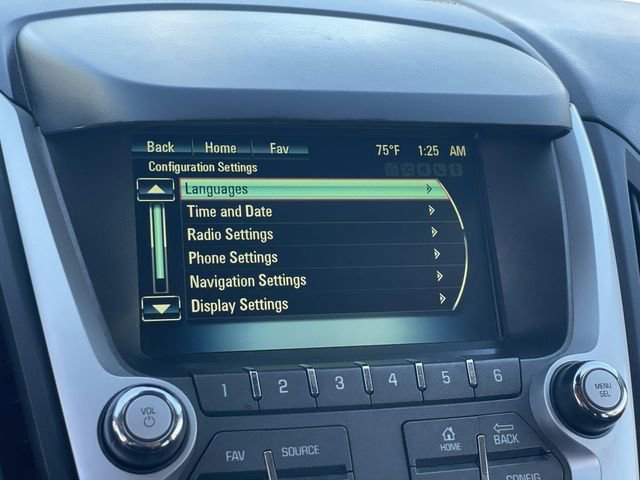 Back Home Fav 75°F 1:25 AM
Configuration Settings
Languages
Time and Date
Radio Settings
Phone Settings
Navigation Settings
Display Settings
1 2 3 4 5 6
VOL
MENU
SEL
FAV SOURCE
HOME
BACK
CONFIG